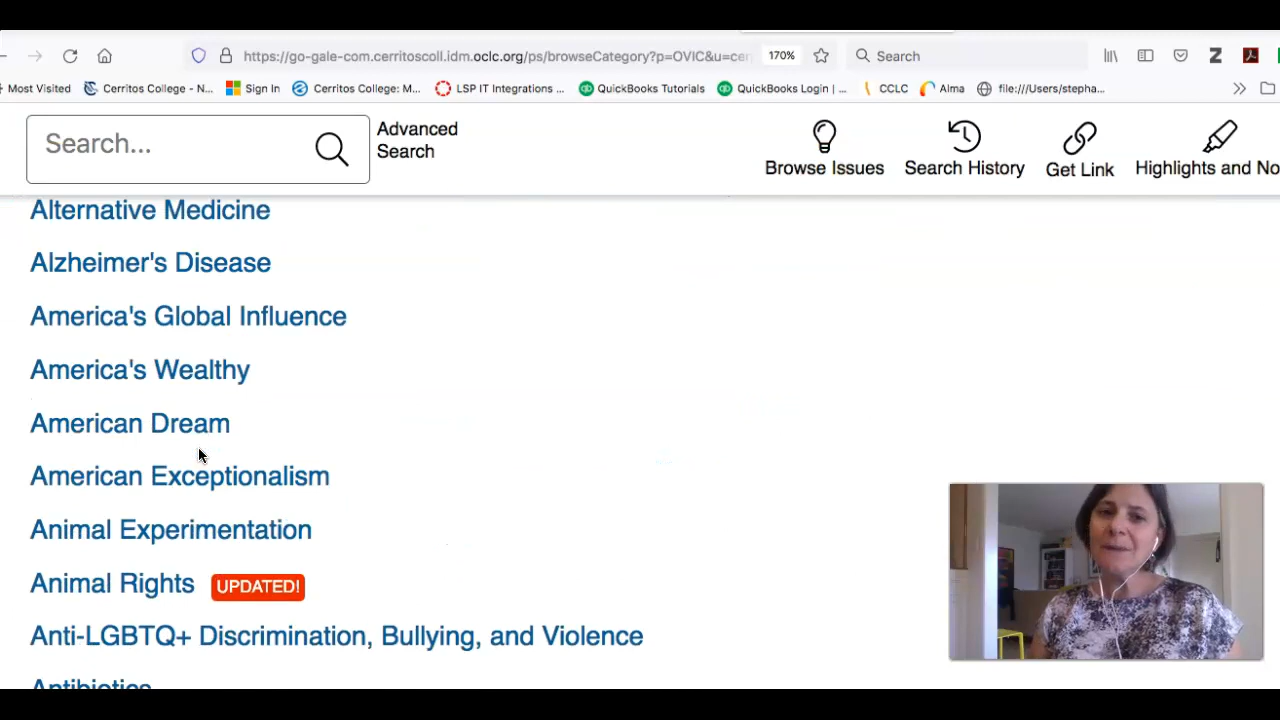 https://go-gale-com.cerritoscoll.idm.oclc.org/ps/browseCategory?p=OVIC&u=cer 170% Search Z
Most Visited Cerritos College - N... Sign In Cerritos College: M... LSP IT Integrations ... QuickBooks Tutorials QuickBooks Login | ... CCLC Alma file:///Users/stepha...
Search...
Advanced
Search
Browse Issues Search History Get Link Highlights and No
Alternative Medicine
Alzheimer's Disease
America's Global Influence
America's Wealthy
American Dream
American Exceptionalism
Animal Experimentation
Animal Rights UPDATED!
Anti-LGBTQ+ Discrimination, Bullying, and Violence
Antibiotics